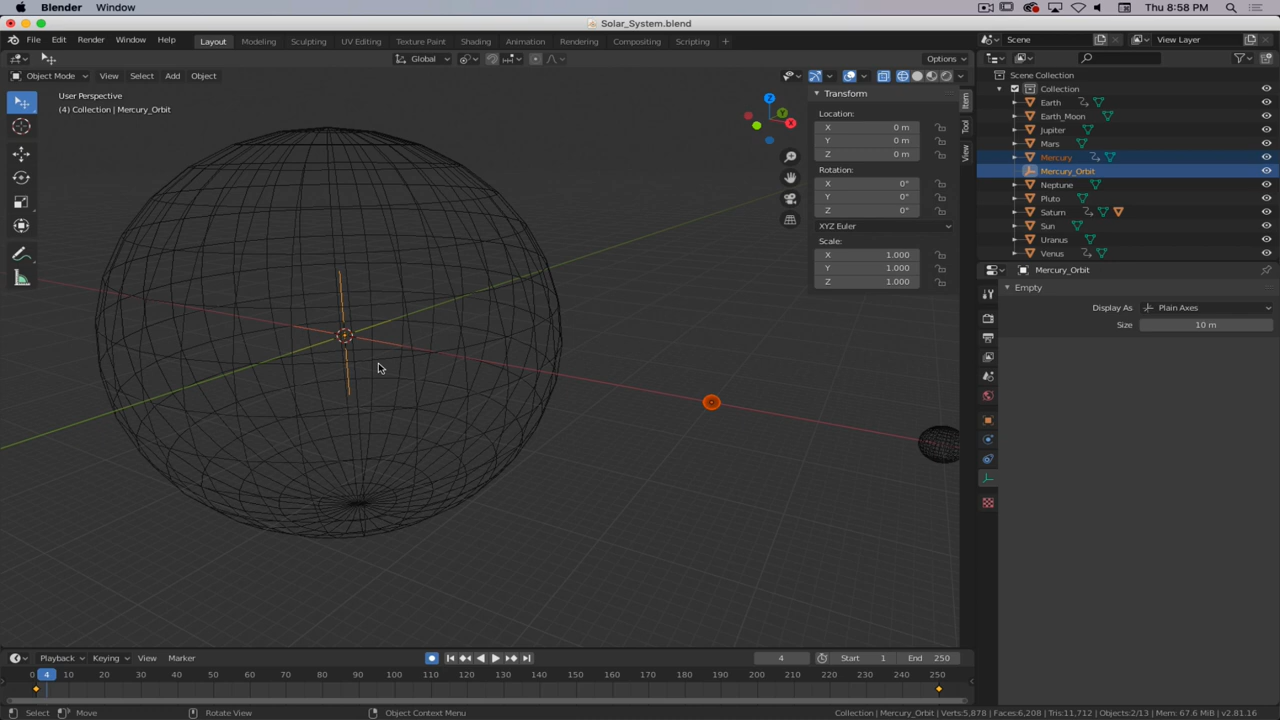 Blender Window Thu 8:58 PM
Solar_System.blend
File Edit Render Window Help Layout Modeling Sculpting UV Editing Texture Paint Shading Animation Rendering Compositing Scripting + Scene View Layer
Global Options
Object Mode View Select Add Object
User Perspective
(4) Collection | Mercury_Orbit
Z
Y
X
Transform
Location:
X 0 m
Y 0 m
Z 0 m
Rotation:
X 0°
Y 0°
Z 0°
XYZ Euler
Scale:
X 1.000
Y 1.000
Z 1.000
Item
Tool
View
Scene Collection
Collection
Earth
Earth_Moon
Jupiter
Mars
Mercury
Mercury_Orbit
Neptune
Pluto
Saturn
Sun
Uranus
Venus
Mercury_Orbit
Empty
Display As Plain Axes
Size 10 m
Playback Keying View Marker 4 Start 1 End 250
0 4 10 20 30 40 50 60 70 80 90 100 110 120 130 140 150 160 170 180 190 200 210 220 230 240 250
Select Move Rotate View Object Context Menu Collection | Mercury_Orbit | Verts:5,878 | Faces:6,208 | Tris:11,712 | Objects:2/13 | Mem: 67.6 MiB | v2.81.16